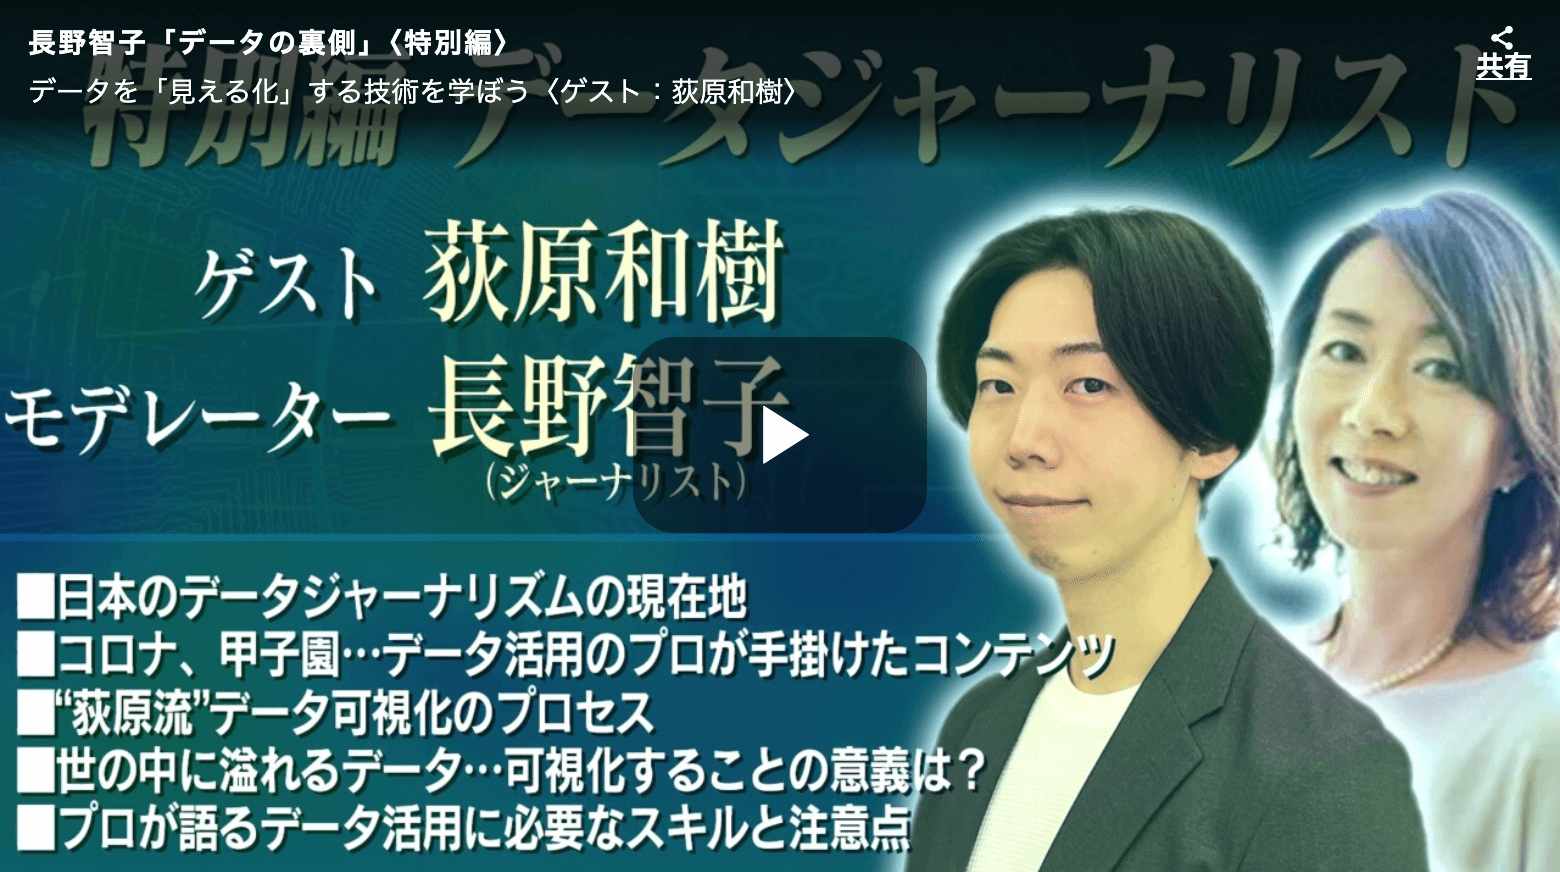 長野智子「データの裏側」〈特別編〉
共有
データを「見える化」する技術を学ぼう〈ゲスト：荻原和樹〉
特別編 データジャーナリスト
ゲスト 荻原和樹
モデレーター 長野智子
(ジャーナリスト)
■日本のデータジャーナリズムの現在地
■コロナ、甲子園…データ活用のプロが手掛けたコンテンツ
■“荻原流”データ可視化のプロセス
■世の中に溢れるデータ…可視化することの意義は？
■プロが語るデータ活用に必要なスキルと注意点